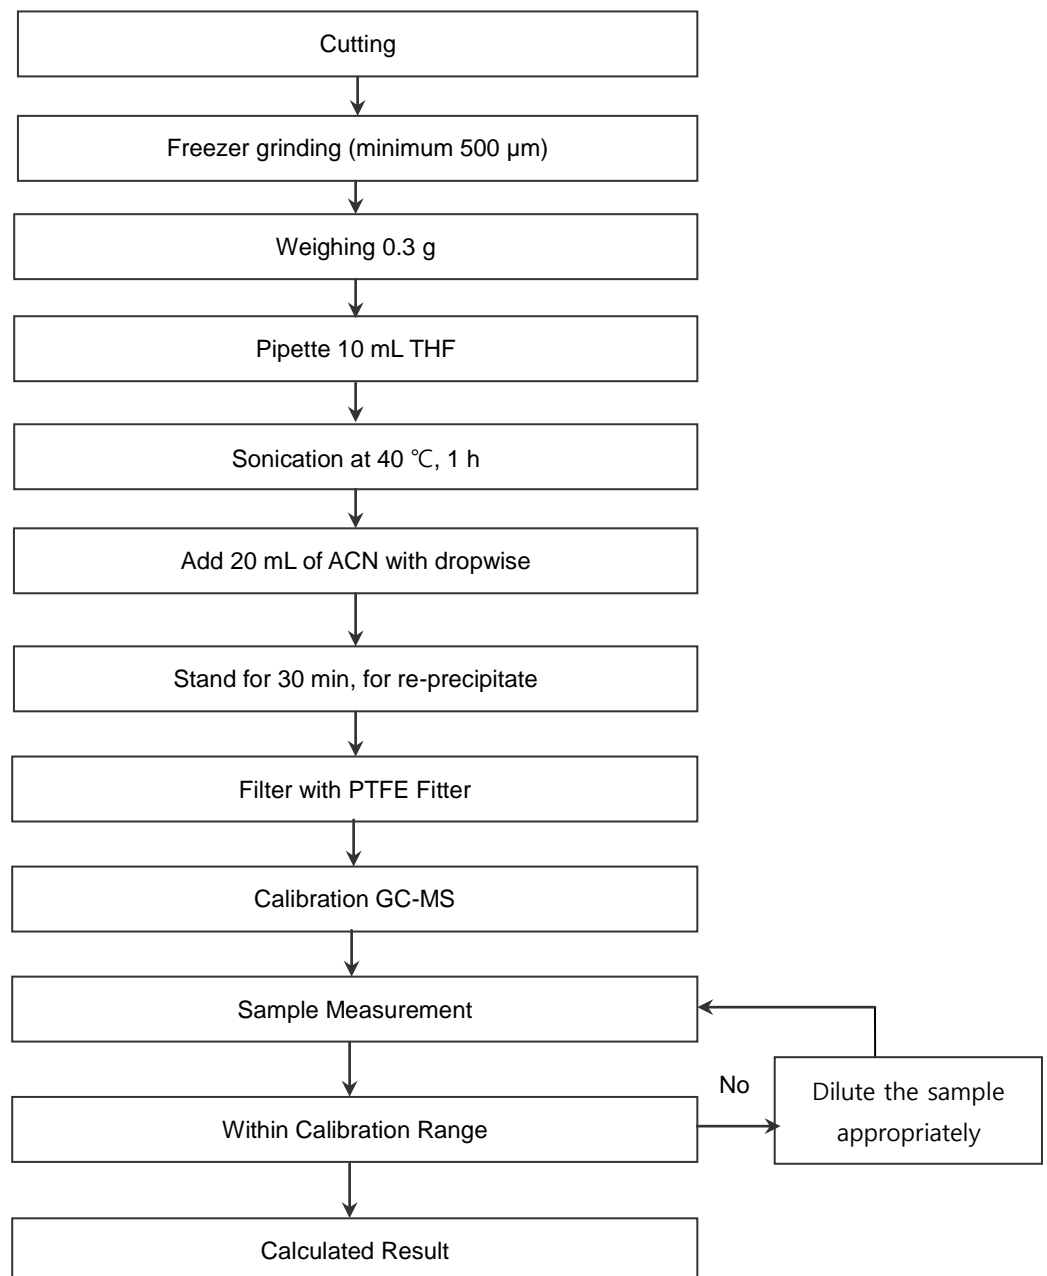 Cutting
Freezer grinding (minimum 500 µm)
Weighing 0.3 g
Pipette 10 mL THF
Sonication at 40 ℃, 1 h
Add 20 mL of ACN with dropwise
Stand for 30 min, for re-precipitate
Filter with PTFE Fitter
Calibration GC-MS
Sample Measurement
No
Dilute the sample
appropriately
Within Calibration Range
Calculated Result